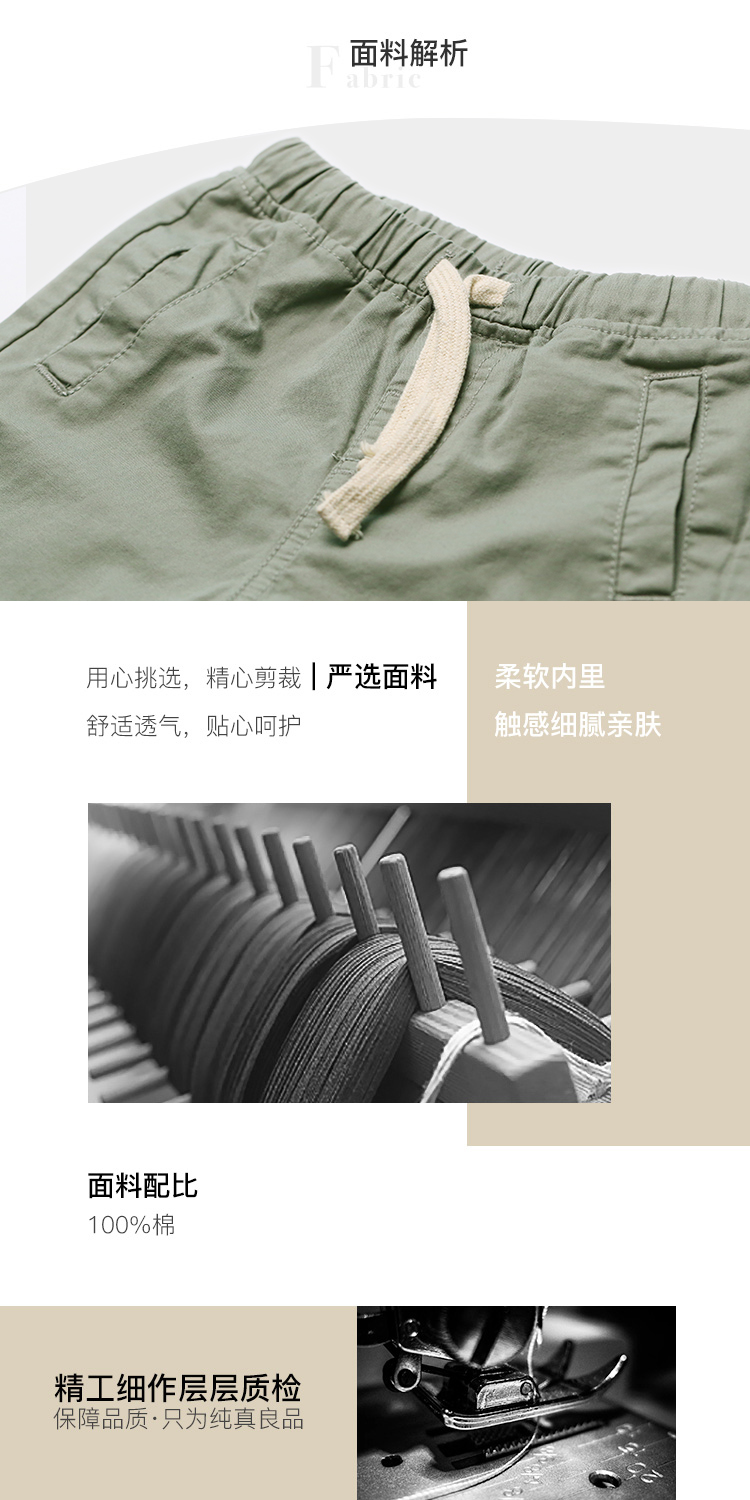 面料解析
Fabric
用心挑选，精心剪裁 | 严选面料
舒适透气，贴心呵护
柔软内里
触感细腻亲肤
面料配比
100%棉
精工细作层层质检
保障品质·只为纯真良品